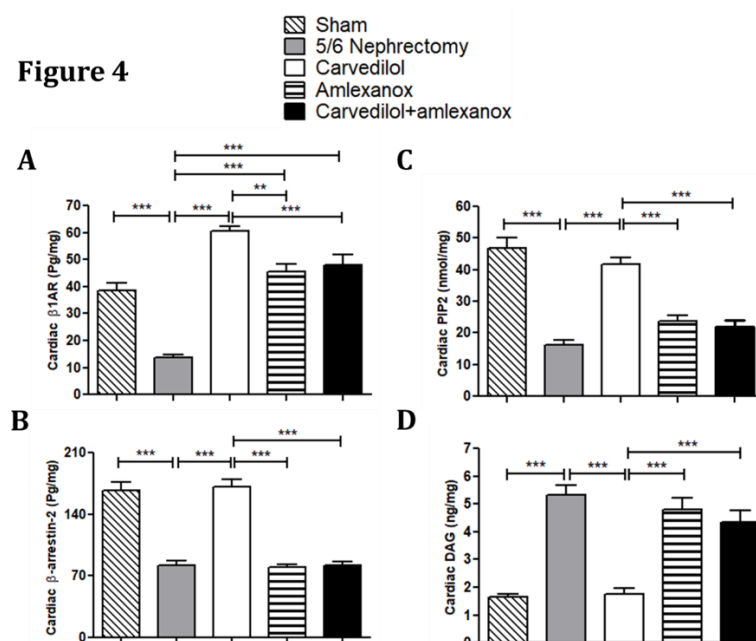 Sham
5/6 Nephrectomy
Carvedilol
Amlexanox
Carvedilol+amlexanox
Figure 4
A
***
***
**
*** *** ***
70
60
50
40
30
20
10
0
Cardiac β1AR (Pg/mg)
C
***
*** *** ***
60
50
40
30
20
10
0
Cardiac PIP2 (nmol/mg)
B
***
*** *** ***
210
140
70
0
Cardiac β-arrestin-2 (Pg/mg)
D
***
*** *** ***
7
6
5
4
3
2
1
0
Cardiac DAG (ng/mg)